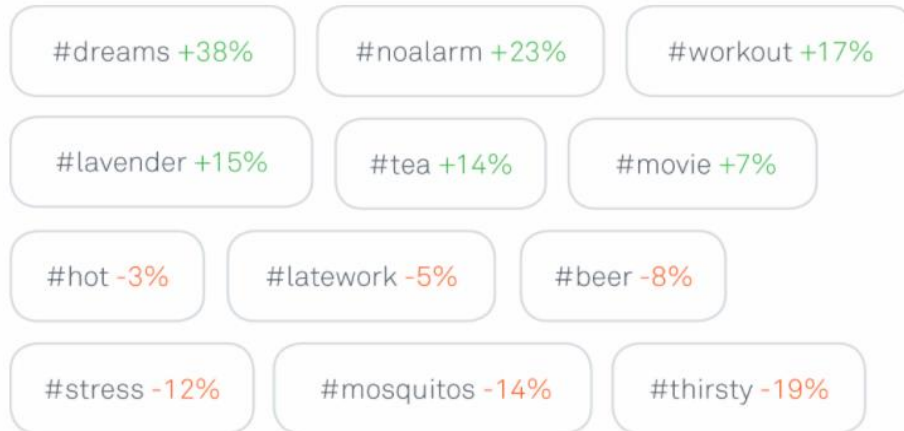 #dreams +38% #noalarm +23% #workout +17%
#lavender +15% #tea +14% #movie +7%
#hot -3% #latework -5% #beer -8%
#stress -12% #mosquitos -14% #thirsty -19%